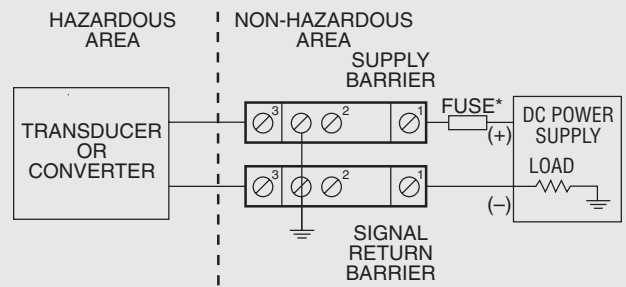 HAZARDOUS
AREA
NON-HAZARDOUS
AREA
SUPPLY
BARRIER
3
2
1
FUSE*
(+)
DC POWER
SUPPLY
TRANSDUCER
OR
CONVERTER
3
2
1
LOAD
(–)
SIGNAL
RETURN
BARRIER